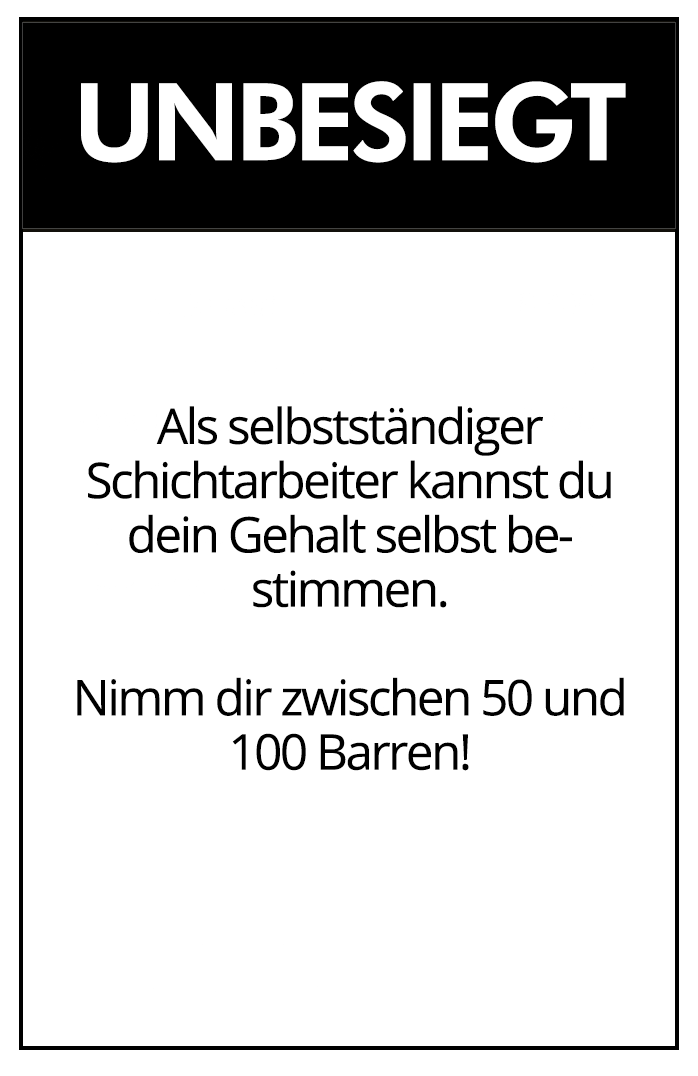 UNBESIEGT
Als selbstständiger
Schichtarbeiter kannst du
dein Gehalt selbst be-
stimmen.
Nimm dir zwischen 50 und
100 Barren!